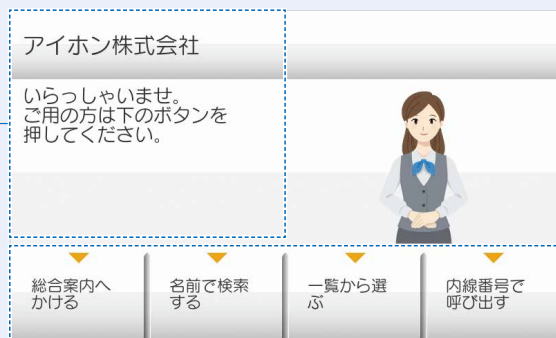 アイホン株式会社
いらっしゃいませ。
ご用の方は下のボタンを
押してください。
総合案内へ
かける
名前で検索
する
一覧から選
ぶ
内線番号で
呼び出す